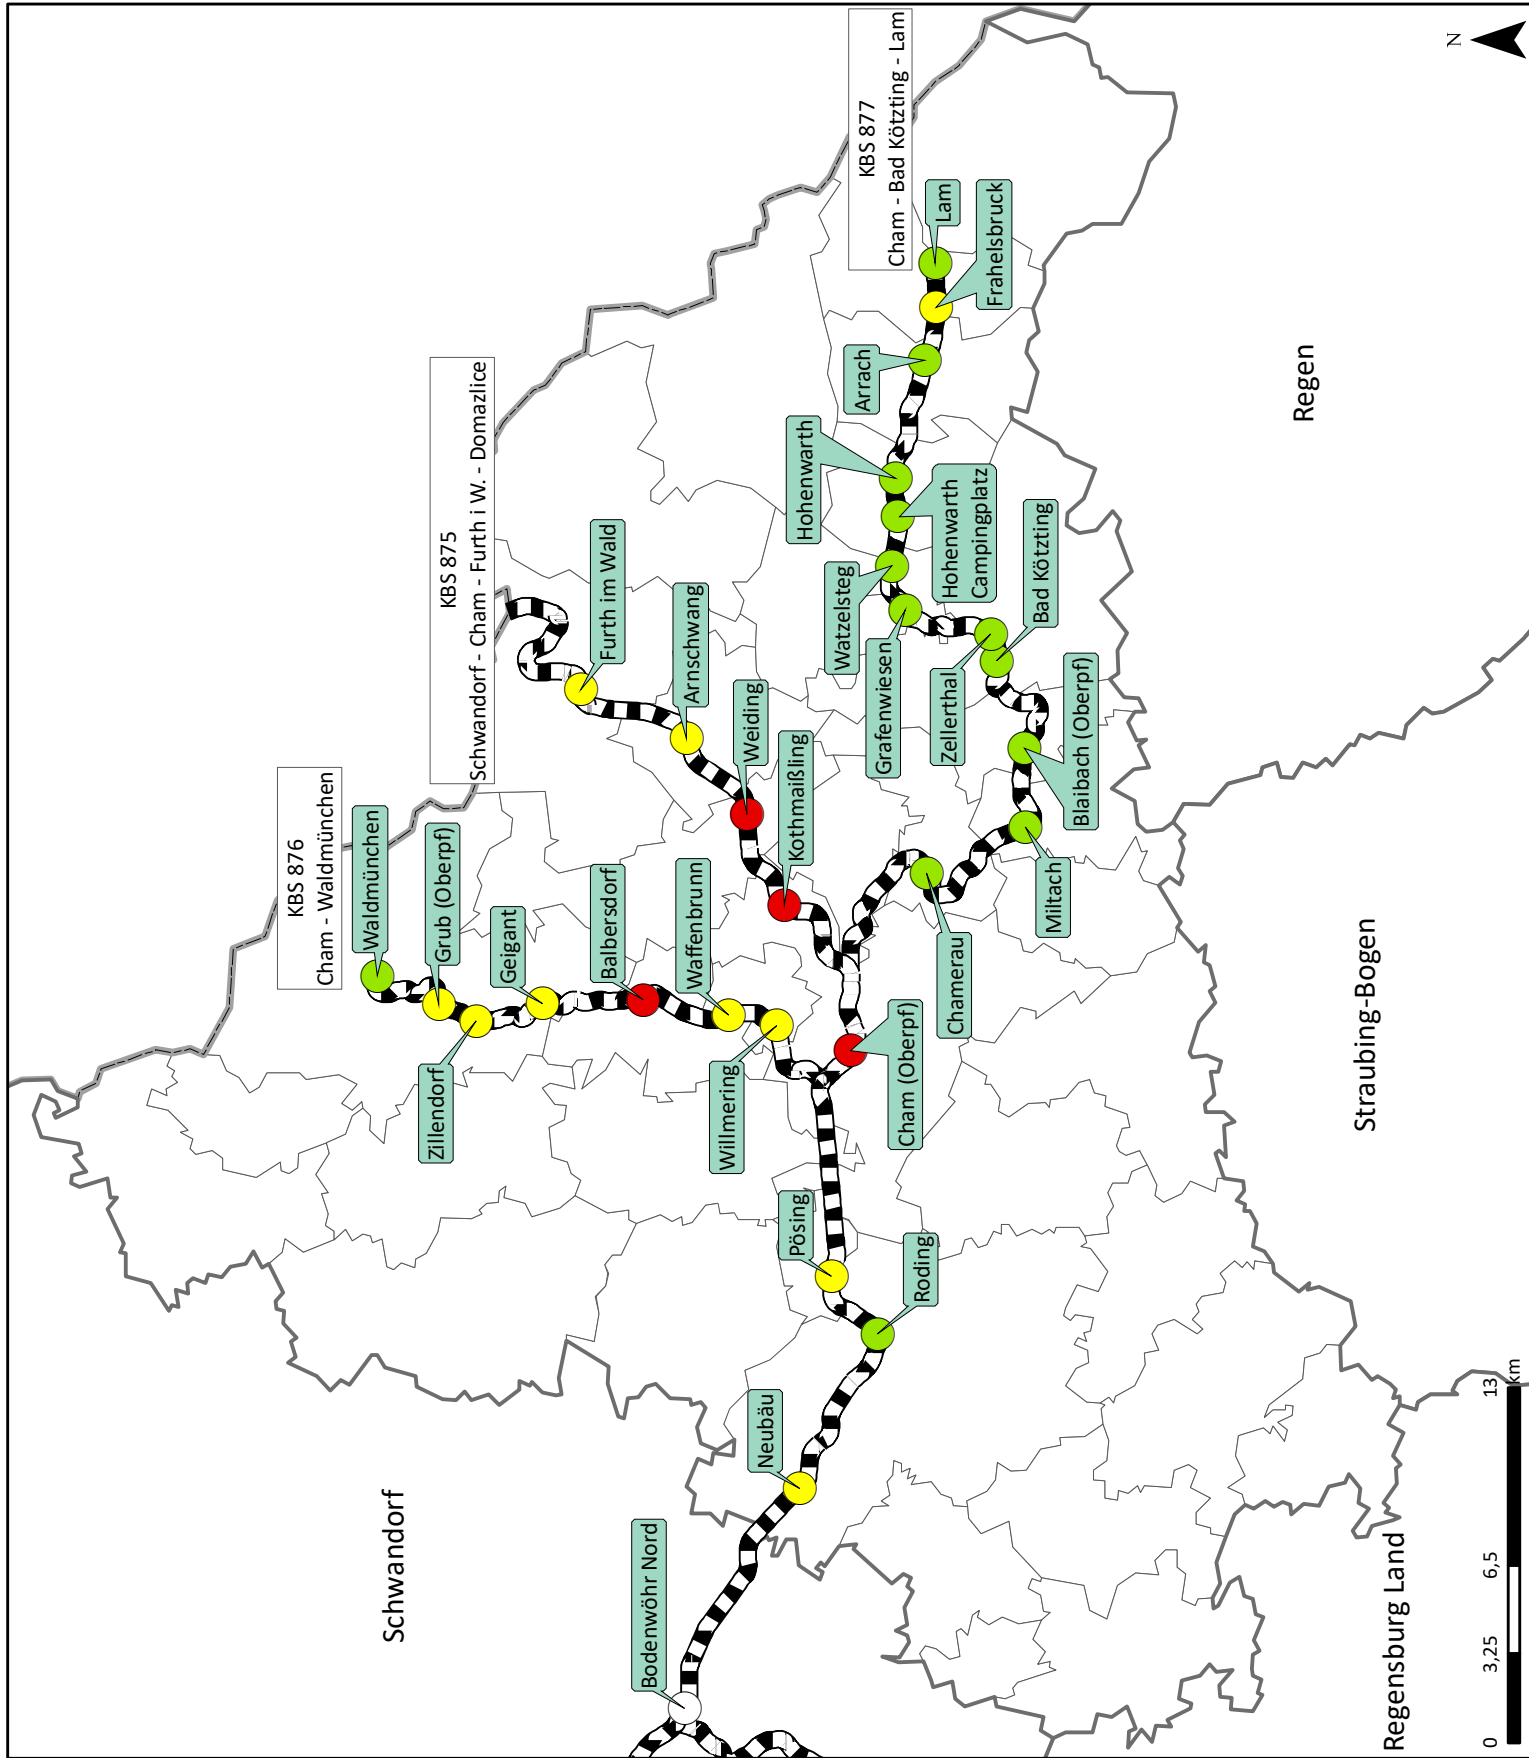 KBS 876
Cham - Waldmünchen
Waldmünchen
Grub (Oberpf)
Zillendorf
Geigant
Balbersdorf
Waffenbrunn
Willmering
KBS 875
Schwandorf - Cham - Furth i W. - Domazlice
Furth im Wald
Arnschwang
Weiding
Kothmaißling
Cham (Oberpf)
Pösing
Roding
Neubäu
Bodenwöhr Nord
KBS 877
Cham - Bad Kötzting - Lam
Lam
Frahelsbruck
Arrach
Hohenwarth
Hohenwarth
Campingplatz
Watzelsteg
Grafenwiesen
Zellerthal
Bad Kötzting
Blaibach (Oberpf)
Miltach
Chamerau
Schwandorf
Regensburg Land
Straubing-Bogen
Regen
N
0 3,25 6,5 13
km